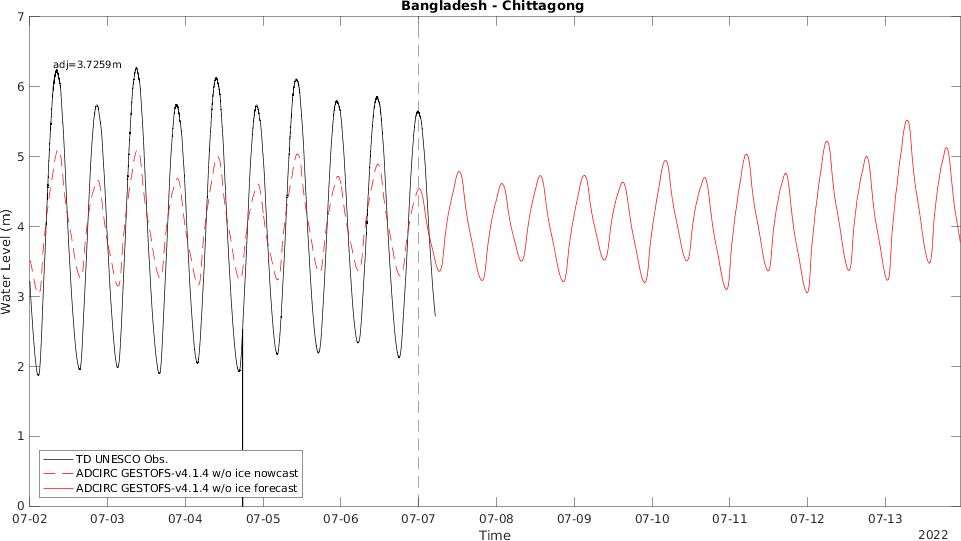 Bangladesh - Chittagong
7
adj=3.7259m
6
5
4
3
2
1
0
Water Level (m)
TD UNESCO Obs.
ADCIRC GESTOFS-v4.1.4 w/o ice nowcast
ADCIRC GESTOFS-v4.1.4 w/o ice forecast
07-02 07-03 07-04 07-05 07-06 07-07 07-08 07-09 07-10 07-11 07-12 07-13
Time
2022